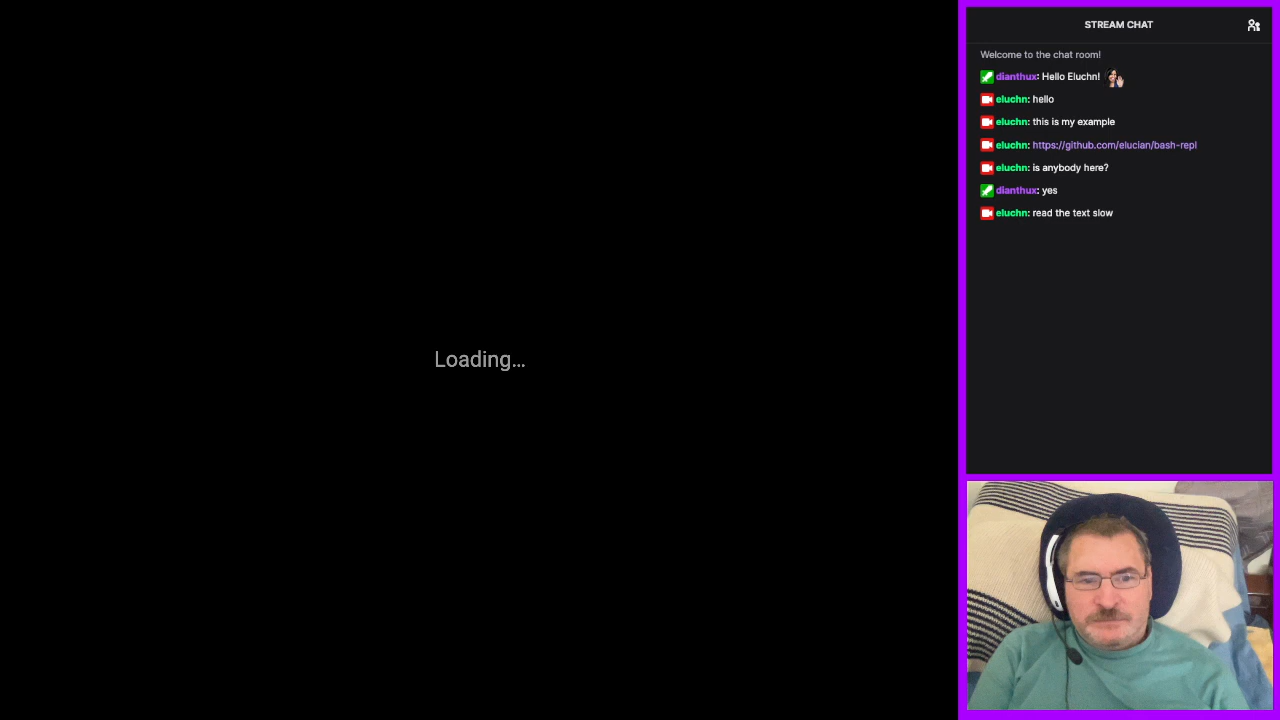 Loading...
STREAM CHAT
Welcome to the chat room!
dianthux: Hello Eluchn!
eluchn: hello
eluchn: this is my example
eluchn: https://github.com/elucian/bash-repl
eluchn: is anybody here?
dianthux: yes
eluchn: read the text slow